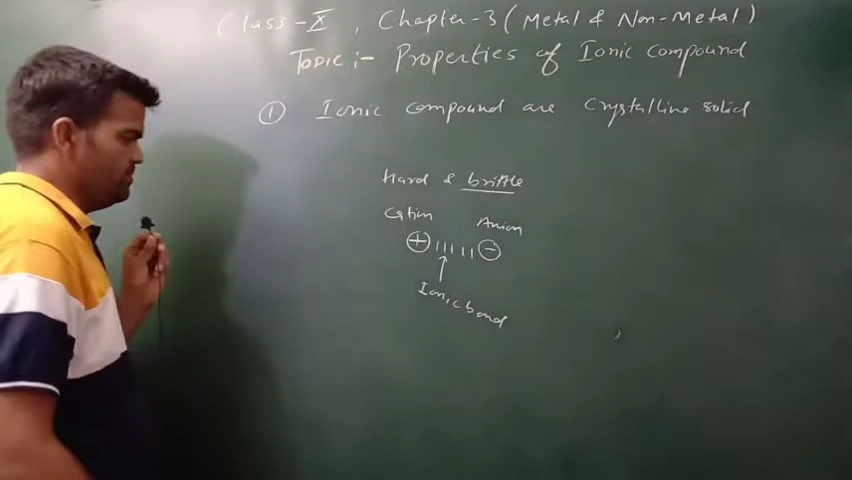 Class-X, Chapter-3 (Metal & Non-Metal)
Topic:- Properties of Ionic compound
① Ionic compound are Crystalline solid
Hard & brittle
Cation Anion
+ -
Ionic bond